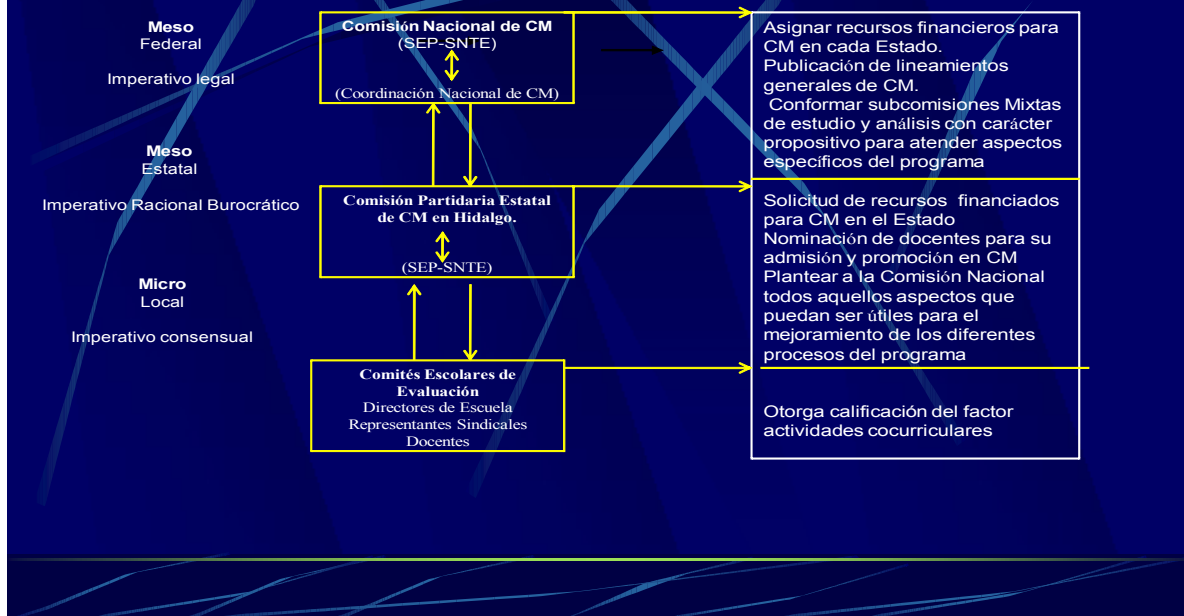 Meso
Federal
Imperativo legal
Meso
Estatal
Imperativo Racional Burocrático
Micro
Local
Imperativo consensual
Comisión Nacional de CM
(SEP-SNTE)
(Coordinación Nacional de CM)
Comisión Partidaria Estatal
de CM en Hidalgo.
(SEP-SNTE)
Comités Escolares de
Evaluación
Directores de Escuela
Representantes Sindicales
Docentes
Asignar recursos financieros para
CM en cada Estado.
Publicación de lineamientos
generales de CM.
Conformar subcomisiones Mixtas
de estudio y análisis con carácter
propositivo para atender aspectos
específicos del programa
Solicitud de recursos financiados
para CM en el Estado
Nominación de docentes para su
admisión y promoción en CM
Plantear a la Comisión Nacional
todos aquellos aspectos que
puedan ser útiles para el
mejoramiento de los diferentes
procesos del programa
Otorga calificación del factor
actividades cocurriculares